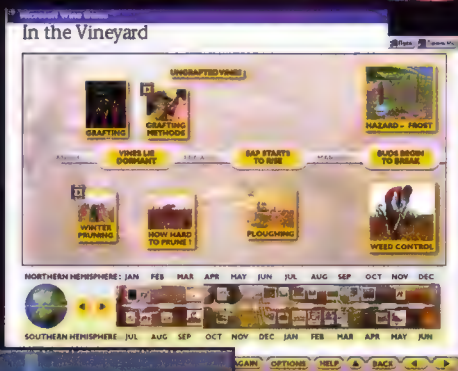 Microsoft Wine Guide
In the Vineyard
UNGRAFTED VINES
GRAFTING
GRAFTING METHODS
HAZARD - FROST
VINES LIE DORMANT
SAP STARTS TO RISE
BUDS BEGIN TO BREAK
WINTER PRUNING
HOW HARD TO PRUNE?
PLOUGHING
WEED CONTROL
NORTHERN HEMISPHERE: JAN FEB MAR APR MAY JUN JUL AUG SEP OCT NOV DEC
SOUTHERN HEMISPHERE JUL AUG SEP OCT NOV DEC JAN FEB MAR APR MAY JUN
OPTIONS HELP BACK